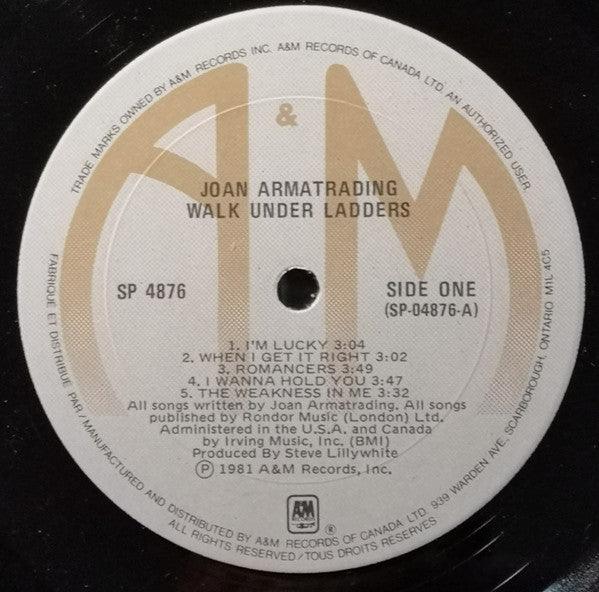 TRADE MARKS OWNED BY A&M RECORDS INC. A&M RECORDS OF CANADA LTD. AN AUTHORIZED USER
&
JOAN ARMATRADING
WALK UNDER LADDERS
SP 4876
SIDE ONE
(SP-04876-A)
1. I'M LUCKY 3:04
2. WHEN I GET IT RIGHT 3:02
3. ROMANCERS 3:49
4. I WANNA HOLD YOU 3:47
5. THE WEAKNESS IN ME 3:32
All songs written by Joan Armatrading. All songs
published by Rondor Music (London) Ltd.
Administered in the U.S.A. and Canada
by Irving Music, Inc. (BMI)
Produced By Steve Lillywhite
Ⓟ 1981 A&M Records, Inc.
A&M
RECORDS
®
FABRIQUE ET DISTRIBUE PAR / MANUFACTURED AND DISTRIBUTED BY A&M RECORDS OF CANADA LTD. 939 WARDEN AVE, SCARBOROUGH, ONTARIO M1L 4C5
ALL RIGHTS RESERVED / TOUS DROITS RESERVES
A&M